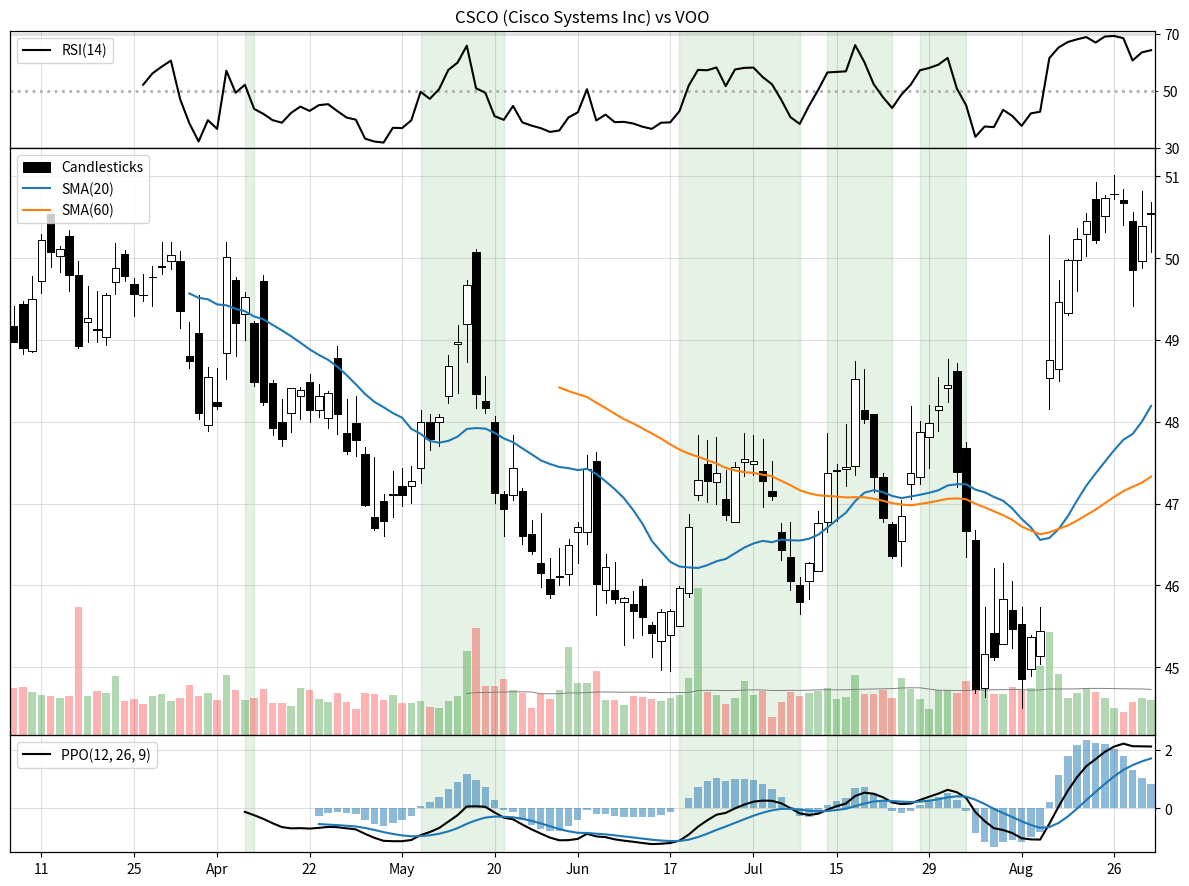 CSCO (Cisco Systems Inc) vs VOO
RSI(14)
70
50
30
Candlesticks
SMA(20)
SMA(60)
51
50
49
48
47
46
45
PPO(12, 26, 9)
2
0
11 25 Apr 22 May 20 Jun 17 Jul 15 29 Aug 26